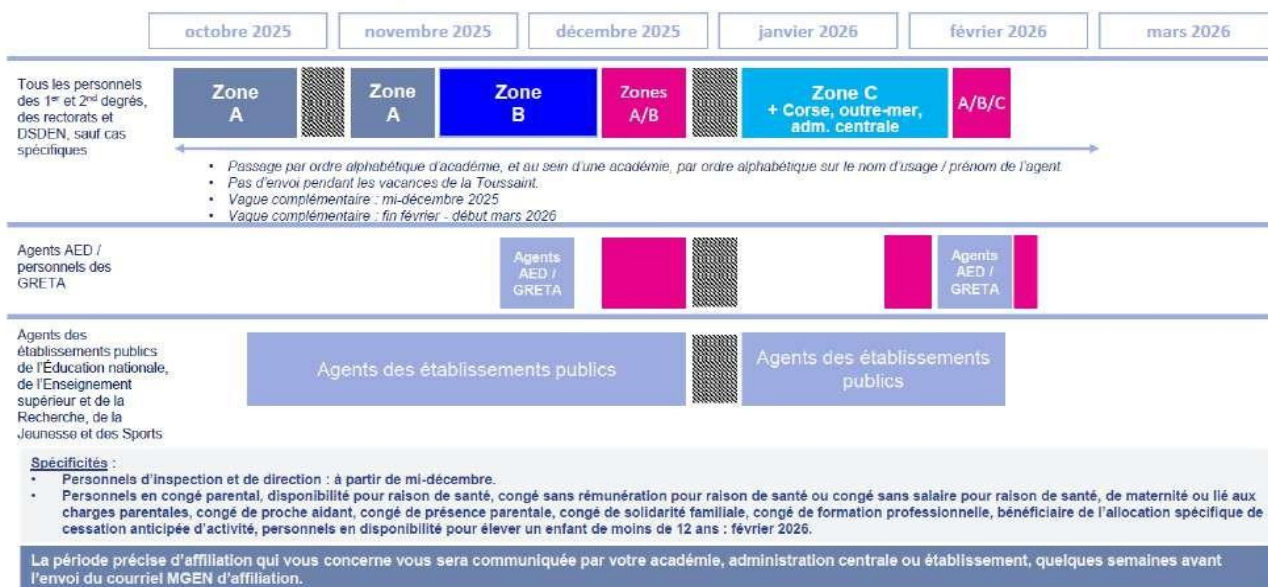 octobre 2025
novembre 2025
décembre 2025
janvier 2026
février 2026
mars 2026
Tous les personnels
des 1er et 2nd degrés,
des rectorats et
DSDEN, sauf cas
spécifiques
Zone
A
Zone
A
Zone
B
Zones
A/B
Zone C
+ Corse, outre-mer,
adm. centrale
A/B/C
• Passage par ordre alphabétique d'académie, et au sein d'une académie, par ordre alphabétique sur le nom d'usage / prénom de l'agent.
• Pas d'envoi pendant les vacances de la Toussaint.
• Vague complémentaire : mi-décembre 2025
• Vague complémentaire : fin février - début mars 2026
Agents AED /
personnels des
GRETA
Agents
AED /
GRETA
Agents
AED /
GRETA
Agents des
établissements publics
de l'Éducation nationale,
de l'Enseignement
supérieur et de la
Recherche, de la
Jeunesse et des Sports
Agents des établissements publics
Agents des établissements
publics
Spécificités :
• Personnels d'inspection et de direction : à partir de mi-décembre.
• Personnels en congé parental, disponibilité pour raison de santé, congé sans rémunération pour raison de santé ou congé sans salaire pour raison de santé, de maternité ou lié aux
charges parentales, congé de proche aidant, congé de présence parentale, congé de solidarité familiale, congé de formation professionnelle, bénéficiaire de l'allocation spécifique de
cessation anticipée d'activité, personnels en disponibilité pour élever un enfant de moins de 12 ans : février 2026.
La période précise d'affiliation qui vous concerne vous sera communiquée par votre académie, administration centrale ou établissement, quelques semaines avant
l'envoi du courriel MGEN d'affiliation.